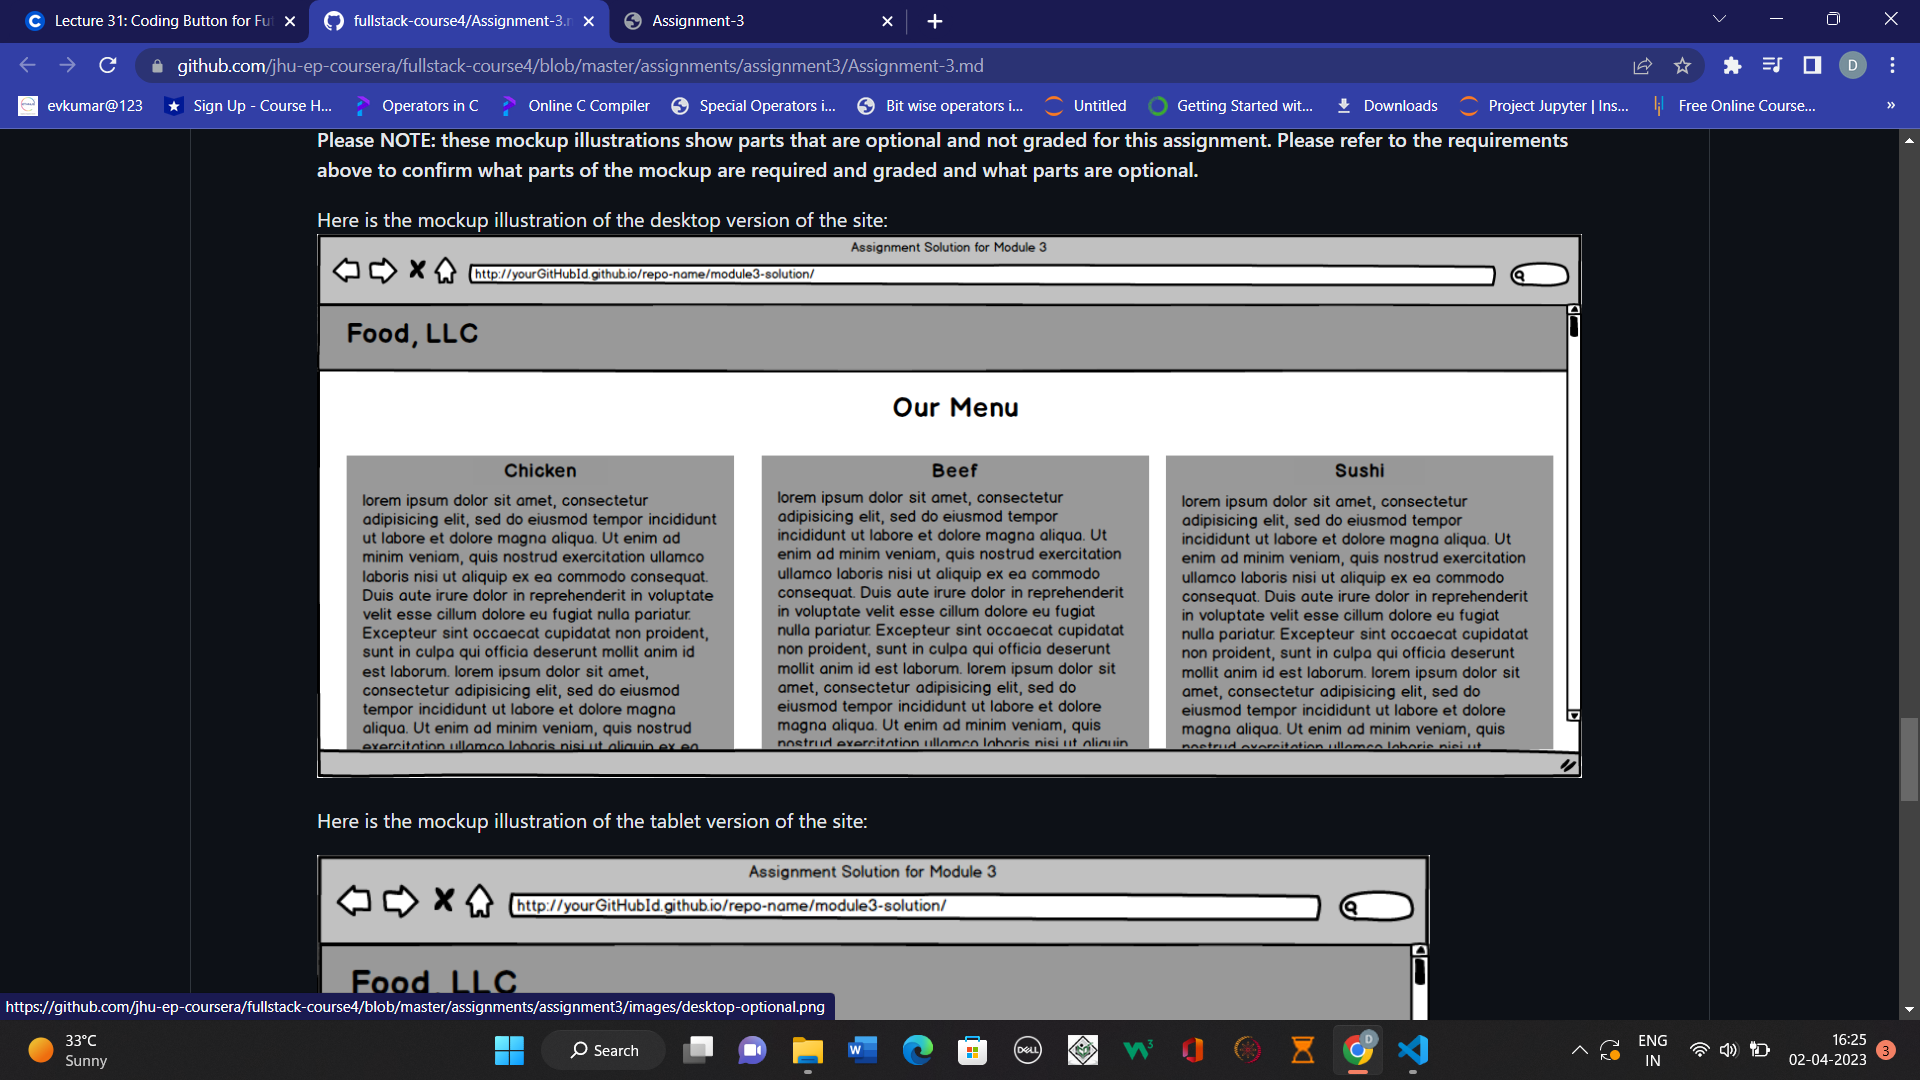 Lecture 31: Coding Button for Fu
fullstack-course4/Assignment-3.m
Assignment-3
github.com/jhu-ep-coursera/fullstack-course4/blob/master/assignments/assignment3/Assignment-3.md
D
evkumar@123
Sign Up - Course H...
Operators in C
Online C Compiler
Special Operators i...
Bit wise operators i...
Untitled
Getting Started wit...
Downloads
Project Jupyter | Ins...
Free Online Course...
»
Please NOTE: these mockup illustrations show parts that are optional and not graded for this assignment. Please refer to the requirements
above to confirm what parts of the mockup are required and graded and what parts are optional.
Here is the mockup illustration of the desktop version of the site:
Assignment Solution for Module 3
http://yourGitHubId.github.io/repo-name/module3-solution/
Food, LLC
Our Menu
Chicken
lorem ipsum dolor sit amet, consectetur
adipisicing elit, sed do eiusmod tempor incididunt
ut labore et dolore magna aliqua. Ut enim ad
minim veniam, quis nostrud exercitation ullamco
laboris nisi ut aliquip ex ea commodo consequat.
Duis aute irure dolor in reprehenderit in voluptate
velit esse cillum dolore eu fugiat nulla pariatur.
Excepteur sint occaecat cupidatat non proident,
sunt in culpa qui officia deserunt mollit anim id
est laborum. lorem ipsum dolor sit amet,
consectetur adipisicing elit, sed do eiusmod
tempor incididunt ut labore et dolore magna
aliqua. Ut enim ad minim veniam, quis nostrud
exercitation ullamco laboris nisi ut aliquip ex ea
Beef
lorem ipsum dolor sit amet, consectetur
adipisicing elit, sed do eiusmod tempor
incididunt ut labore et dolore magna aliqua. Ut
enim ad minim veniam, quis nostrud exercitation
ullamco laboris nisi ut aliquip ex ea commodo
consequat. Duis aute irure dolor in reprehenderit
in voluptate velit esse cillum dolore eu fugiat
nulla pariatur. Excepteur sint occaecat cupidatat
non proident, sunt in culpa qui officia deserunt
mollit anim id est laborum. lorem ipsum dolor sit
amet, consectetur adipisicing elit, sed do
eiusmod tempor incididunt ut labore et dolore
magna aliqua. Ut enim ad minim veniam, quis
nostrud exercitation ullamco laboris nisi ut aliquip
Sushi
lorem ipsum dolor sit amet, consectetur
adipisicing elit, sed do eiusmod tempor
incididunt ut labore et dolore magna aliqua. Ut
enim ad minim veniam, quis nostrud exercitation
ullamco laboris nisi ut aliquip ex ea commodo
consequat. Duis aute irure dolor in reprehenderit
in voluptate velit esse cillum dolore eu fugiat
nulla pariatur. Excepteur sint occaecat cupidatat
non proident, sunt in culpa qui officia deserunt
mollit anim id est laborum. lorem ipsum dolor sit
amet, consectetur adipisicing elit, sed do
eiusmod tempor incididunt ut labore et dolore
magna aliqua. Ut enim ad minim veniam, quis
nostrud exercitation ullamco laboris nisi ut
Here is the mockup illustration of the tablet version of the site:
Assignment Solution for Module 3
http://yourGitHubId.github.io/repo-name/module3-solution/
Food, LLC
https://github.com/jhu-ep-coursera/fullstack-course4/blob/master/assignments/assignment3/images/desktop-optional.png
33°C
Sunny
Search
DELL
D
ENG
IN
16:25
02-04-2023
3